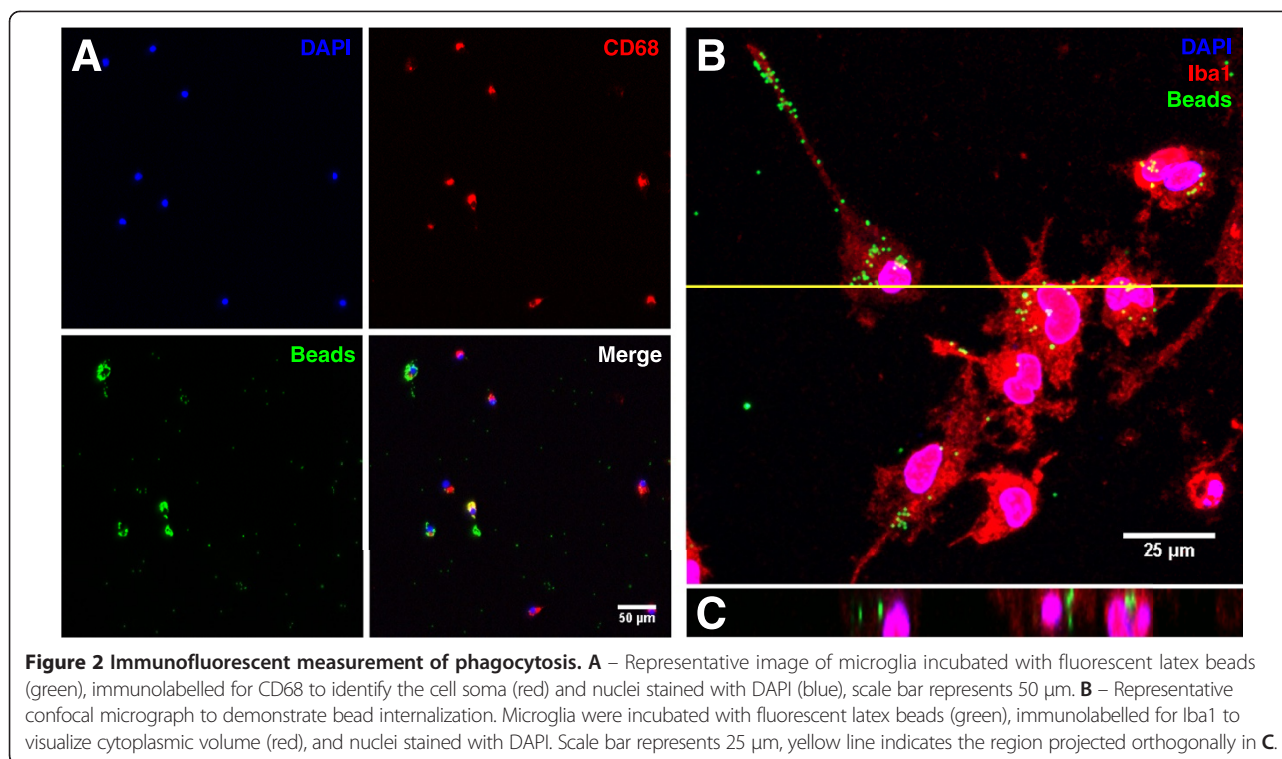 A
DAPI
CD68
Beads
Merge
50 µm
B
DAPI
Iba1
Beads
25 µm
C
Figure 2 Immunofluorescent measurement of phagocytosis. A – Representative image of microglia incubated with fluorescent latex beads
(green), immunolabelled for CD68 to identify the cell soma (red) and nuclei stained with DAPI (blue), scale bar represents 50 μm. B – Representative
confocal micrograph to demonstrate bead internalization. Microglia were incubated with fluorescent latex beads (green), immunolabelled for Iba1 to
visualize cytoplasmic volume (red), and nuclei stained with DAPI. Scale bar represents 25 μm, yellow line indicates the region projected orthogonally in C.